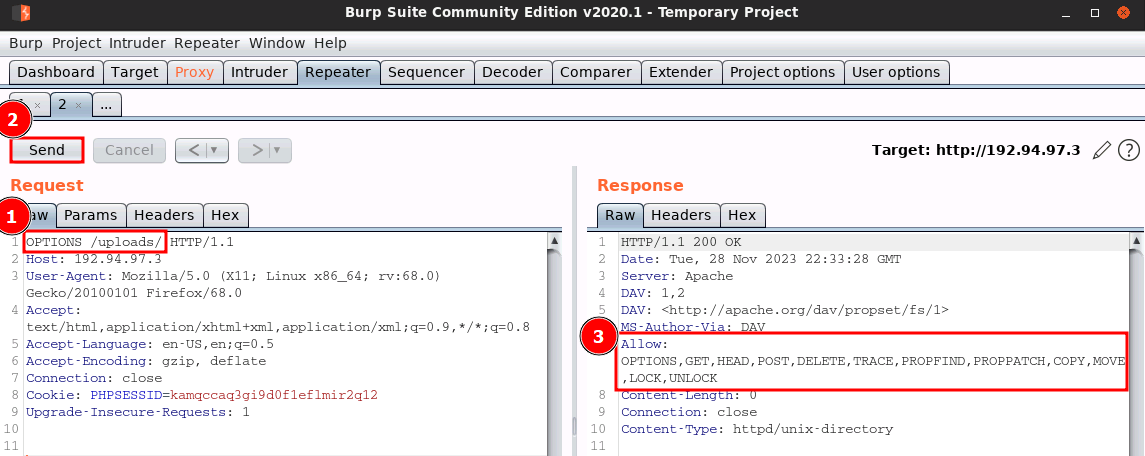 Burp Suite Community Edition v2020.1 - Temporary Project
Burp Project Intruder Repeater Window Help
Dashboard Target Proxy Intruder Repeater Sequencer Decoder Comparer Extender Project options User options
2 × ...
2
Send Cancel < > Target: http://192.94.97.3 ?
Request
1
Params Headers Hex
1 OPTIONS /uploads/ HTTP/1.1
2 Host: 192.94.97.3
3 User-Agent: Mozilla/5.0 (X11; Linux x86_64; rv:68.0)
Gecko/20100101 Firefox/68.0
4 Accept:
text/html,application/xhtml+xml,application/xml;q=0.9,*/*;q=0.8
5 Accept-Language: en-US,en;q=0.5
6 Accept-Encoding: gzip, deflate
7 Connection: close
8 Cookie: PHPSESSID=kamqccaq3gi9d0f1eflmir2q12
9 Upgrade-Insecure-Requests: 1
10
11
Response
Raw Headers Hex
1 HTTP/1.1 200 OK
2 Date: Tue, 28 Nov 2023 22:33:28 GMT
3 Server: Apache
4 DAV: 1,2
5 DAV: <http://apache.org/dav/propset/fs/1>
MS-Author-Via: DAV
3
Allow:
OPTIONS,GET,HEAD,POST,DELETE,TRACE,PROPFIND,PROPPATCH,COPY,MOVE
,LOCK,UNLOCK
8 Content-Length: 0
9 Connection: close
10 Content-Type: httpd/unix-directory
11